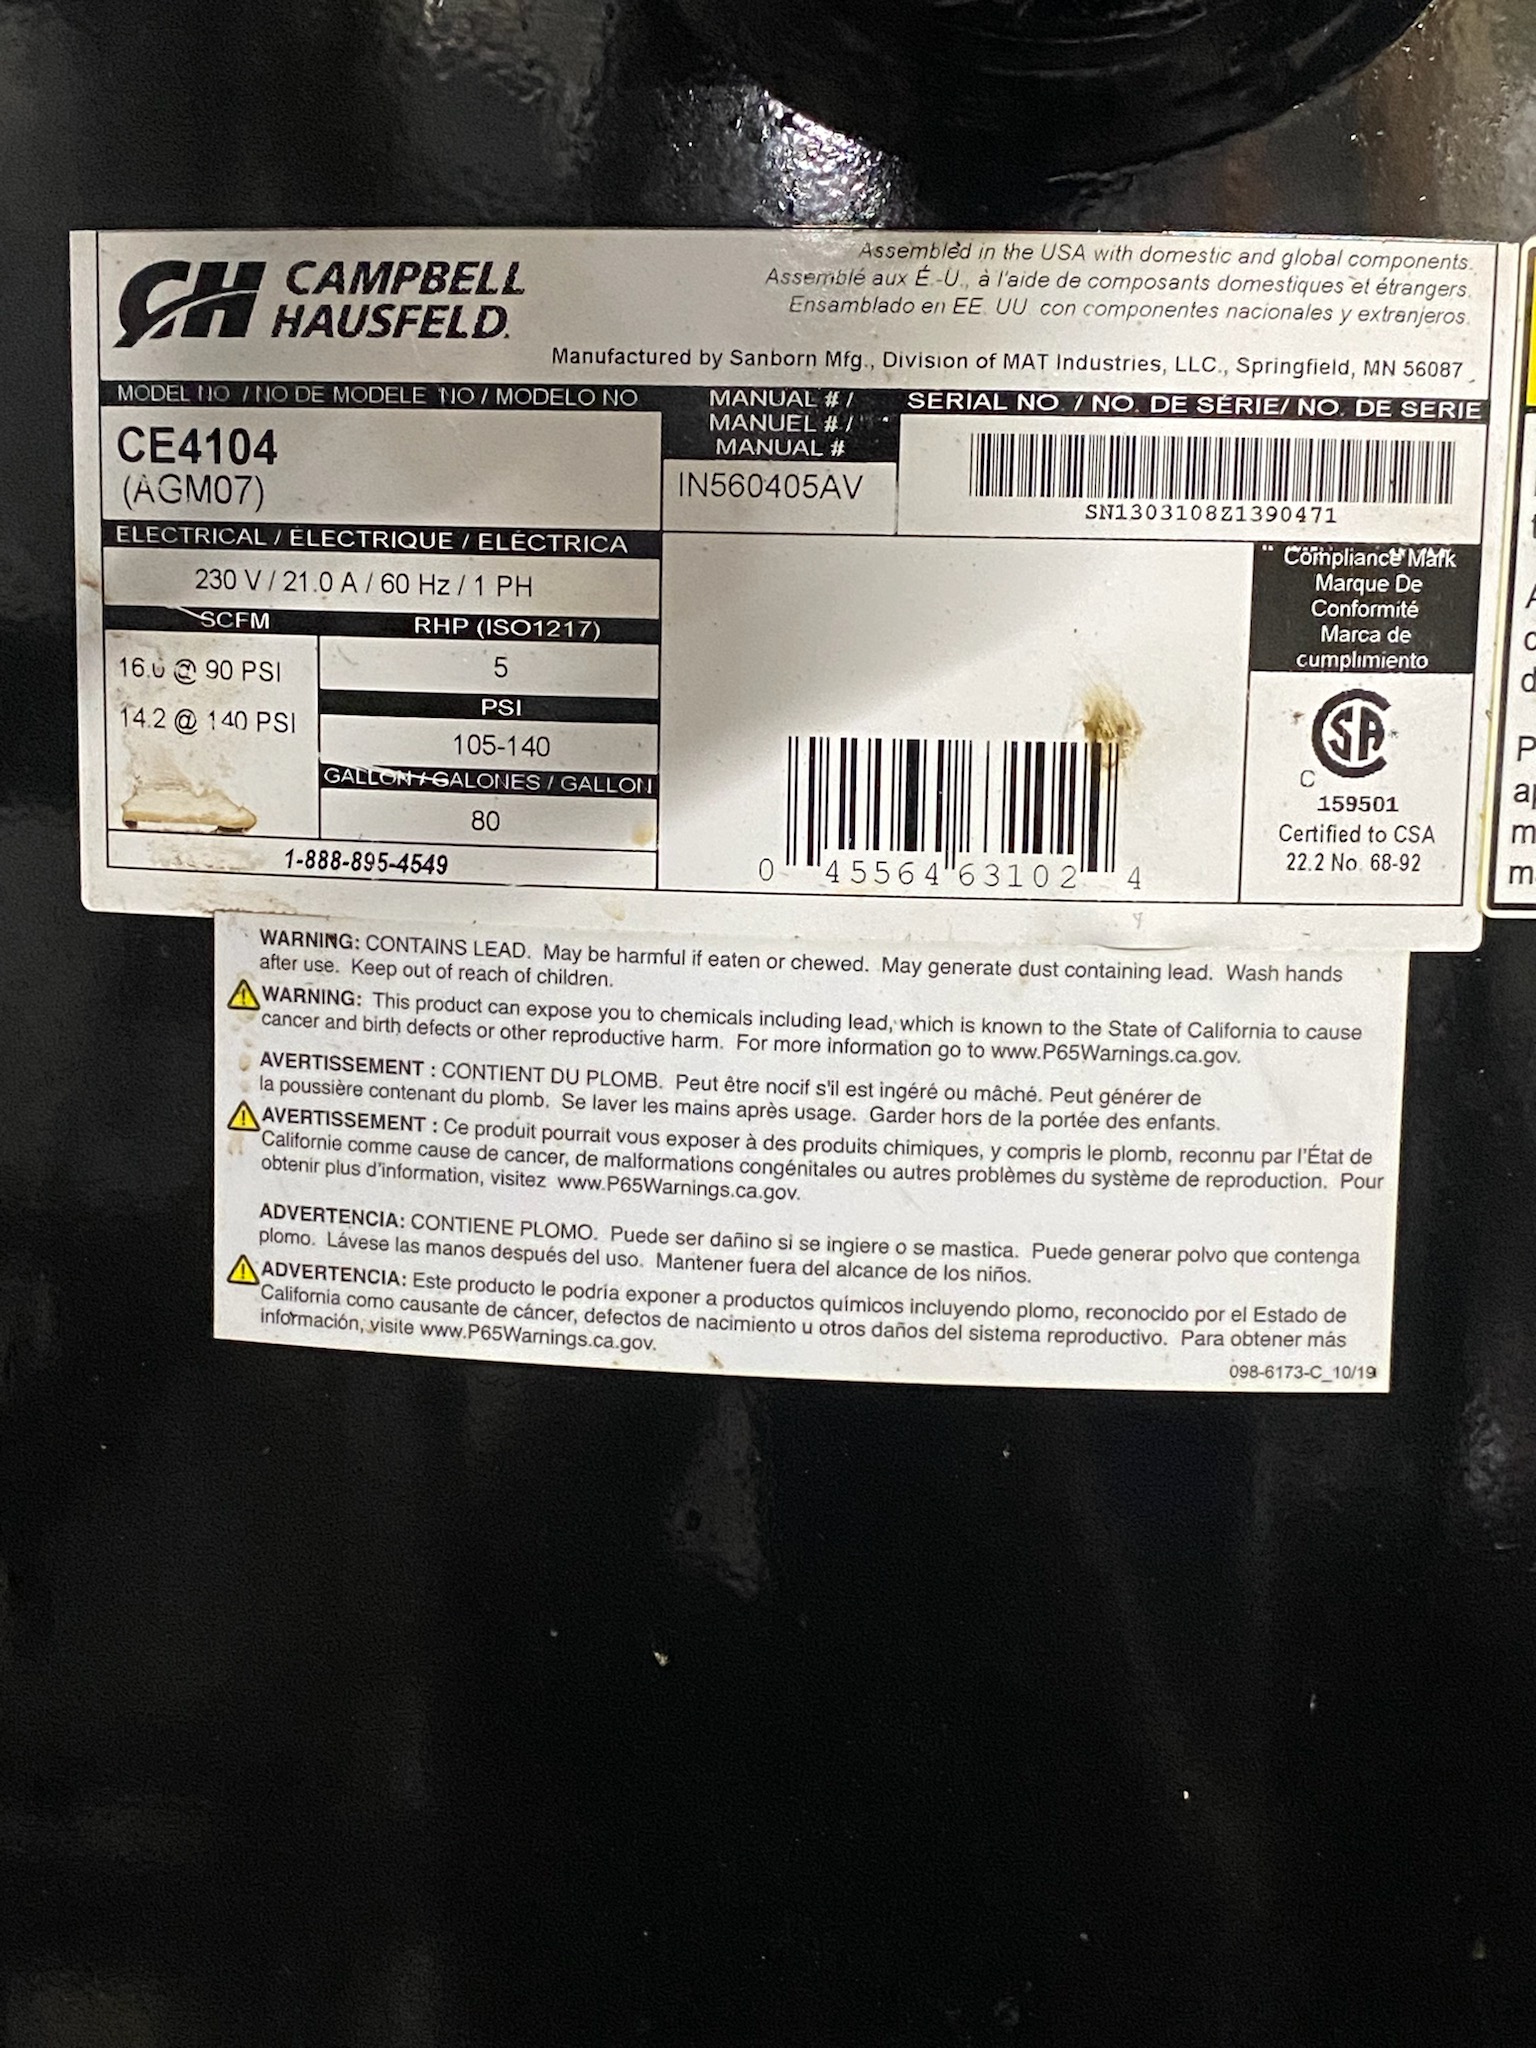 CH CAMPBELL
HAUSFELD.
Assembled in the USA with domestic and global components.
Assemblé aux É.-U., à l'aide de composants domestiques et étrangers.
Ensamblado en EE. UU con componentes nacionales y extranjeros.
Manufactured by Sanborn Mfg., Division of MAT Industries, LLC., Springfield, MN 56087
MODEL NO / NO DE MODELE NO / MODELO NO
CE4104
(AGM07)
MANUAL # /
MANUEL # /
MANUAL #
IN560405AV
SERIAL NO. / NO. DE SÉRIE/ NO. DE SERIE
SN1303108Z1390471
ELECTRICAL / ÉLECTRIQUE / ELÉCTRICA
230 V / 21.0 A / 60 Hz / 1 PH
SCFM
16.0 @ 90 PSI
14.2 @ 140 PSI
RHP (ISO1217)
5
PSI
105-140
GALLON / GALONES / GALLON
80
1-888-895-4549
0 45564 63102 4
Compliance Mark
Marque De
Conformité
Marca de
cumplimiento
CSA
C
159501
Certified to CSA
22.2 No. 68-92
WARNING: CONTAINS LEAD. May be harmful if eaten or chewed. May generate dust containing lead. Wash hands
after use. Keep out of reach of children.
WARNING: This product can expose you to chemicals including lead, which is known to the State of California to cause
cancer and birth defects or other reproductive harm. For more information go to www.P65Warnings.ca.gov.
AVERTISSEMENT : CONTIENT DU PLOMB. Peut être nocif s'il est ingéré ou mâché. Peut générer de
la poussière contenant du plomb. Se laver les mains après usage. Garder hors de la portée des enfants.
AVERTISSEMENT : Ce produit pourrait vous exposer à des produits chimiques, y compris le plomb, reconnu par l'État de
Californie comme cause de cancer, de malformations congénitales ou autres problèmes du système de reproduction. Pour
obtenir plus d'information, visitez www.P65Warnings.ca.gov.
ADVERTENCIA: CONTIENE PLOMO. Puede ser dañino si se ingiere o se mastica. Puede generar polvo que contenga
plomo. Lávese las manos después del uso. Mantener fuera del alcance de los niños.
ADVERTENCIA: Este producto le podría exponer a productos químicos incluyendo plomo, reconocido por el Estado de
California como causante de cáncer, defectos de nacimiento u otros daños del sistema reproductivo. Para obtener más
información, visite www.P65Warnings.ca.gov.
098-6173-C_10/19